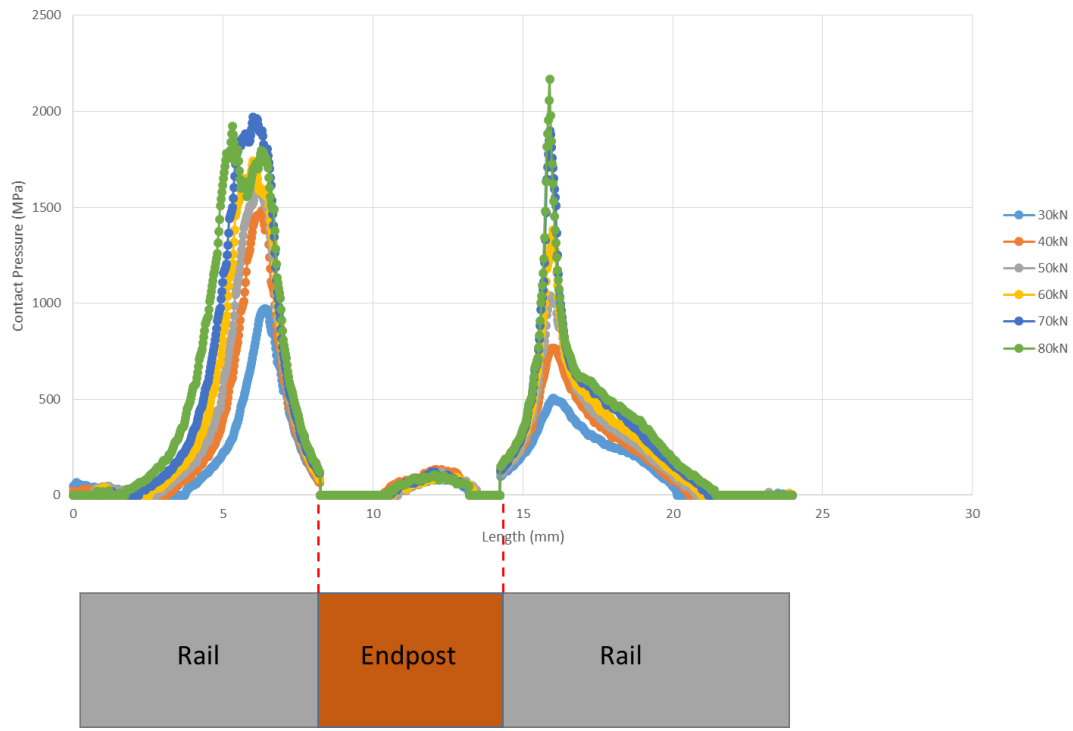 2500
2000
1500
1000
500
0
Contact Pressure (MPa)
0 5 10 15 20 25 30
Length (mm)
30kN
40kN
50kN
60kN
70kN
80kN
Rail Endpost Rail